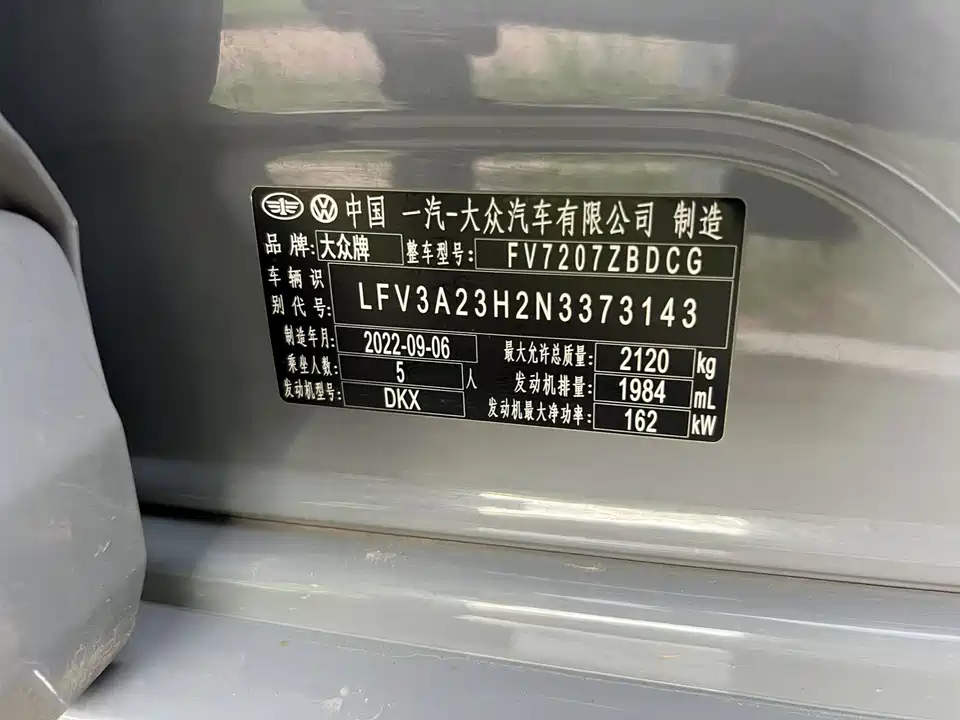 中国 一汽-大众汽车有限公司 制造
品牌: 大众牌 整车型号: FV7207ZBDCG
车辆识别代号: LFV3A23H2N3373143
制造年月: 2022-09-06 最大允许总质量: 2120 kg
乘坐人数: 5 人 发动机排量: 1984 mL
发动机型号: DKX 发动机最大净功率: 162 kW